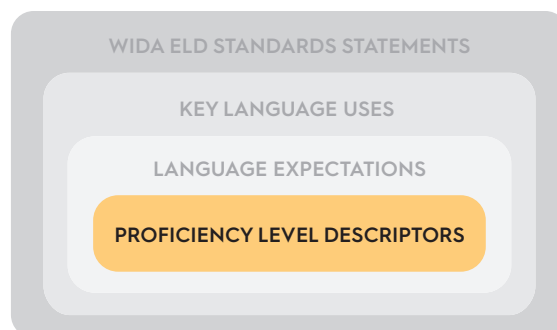 WIDA ELD STANDARDS STATEMENTS
KEY LANGUAGE USES
LANGUAGE EXPECTATIONS
PROFICIENCY LEVEL DESCRIPTORS